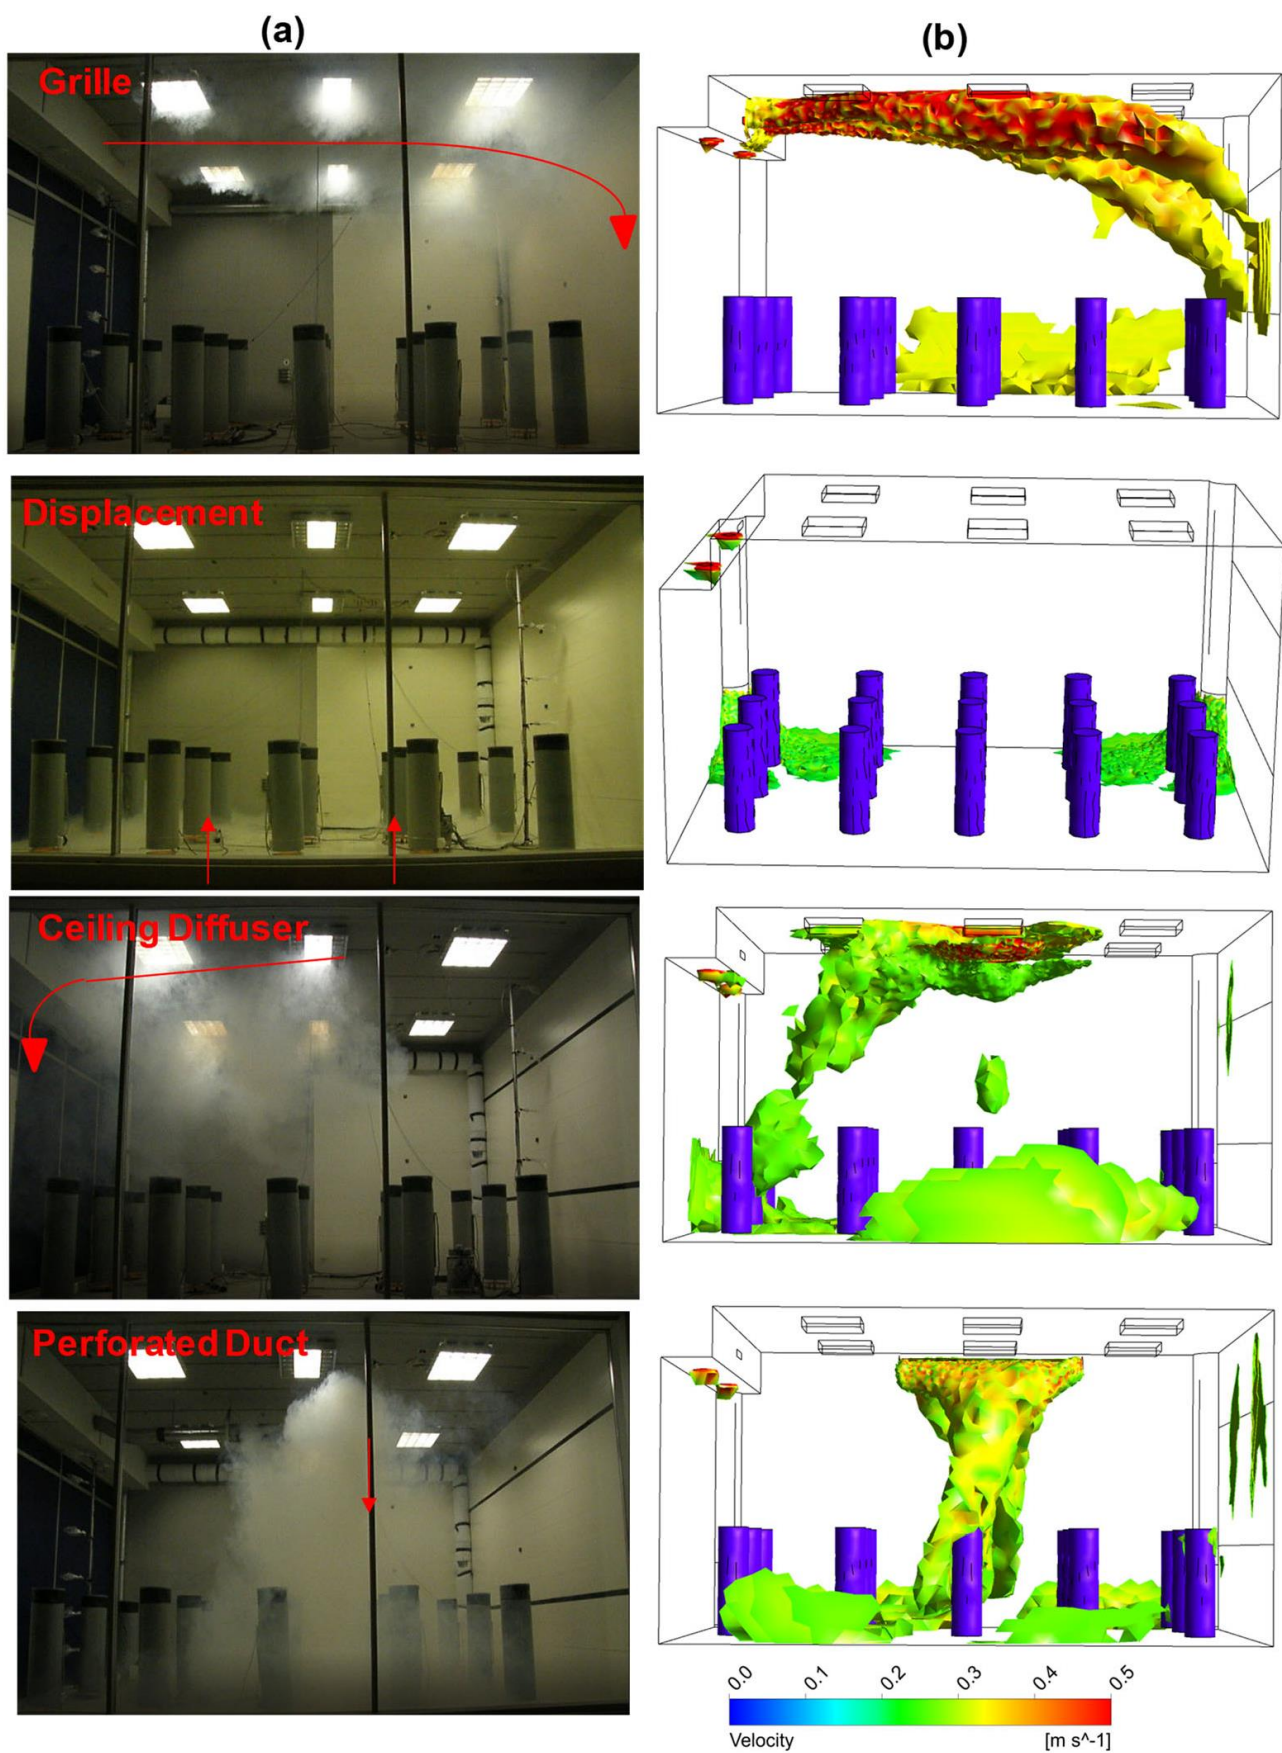 (a)
(b)
Grille
Displacement
Ceiling Diffuser
Perforated Duct
0.0
0.1
0.2
0.3
0.4
0.5
Velocity
[m s^-1]